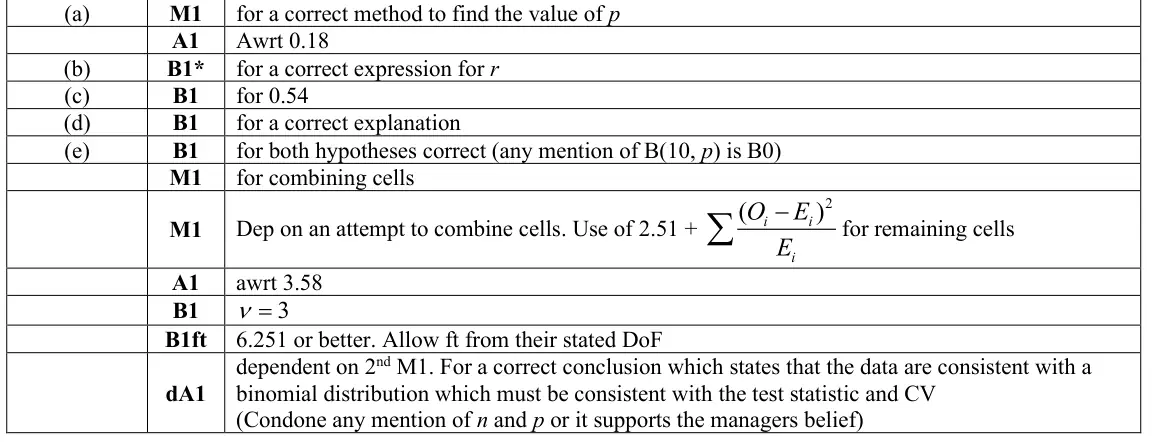 (a) M1 for a correct method to find the value of p
A1 Awrt 0.18
(b) B1* for a correct expression for r
(c) B1 for 0.54
(d) B1 for a correct explanation
(e) B1 for both hypotheses correct (any mention of B(10, p) is B0)
M1 for combining cells
M1 Dep on an attempt to combine cells. Use of 2.51 + ∑ (Oᵢ − Eᵢ)² / Eᵢ for remaining cells
A1 awrt 3.58
B1 ν = 3
B1ft 6.251 or better. Allow ft from their stated DoF
dA1 dependent on 2nd M1. For a correct conclusion which states that the data are consistent with a
binomial distribution which must be consistent with the test statistic and CV
(Condone any mention of n and p or it supports the managers belief)